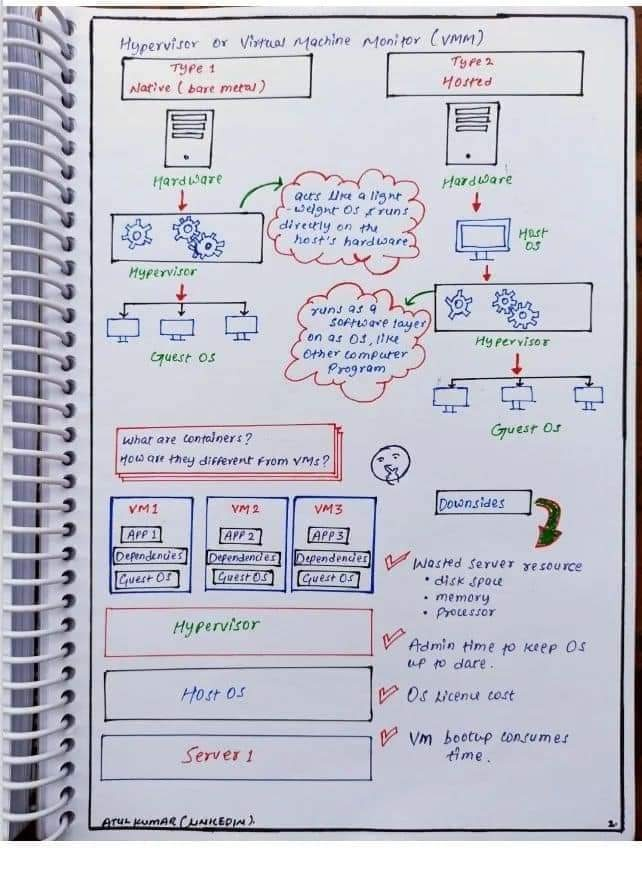 Hypervisor or Virtual Machine Monitor (VMM)
Type 1
Native (bare metal)
Type 2
Hosted
Hardware
Hardware
acts like a light
-weight OS & runs
directly on the
host's hardware
Host
OS
Hypervisor
runs as a
software layer
on as OS, like
other computer
Program
Hypervisor
Guest OS
Guest OS
What are containers?
How are they different from VMs?
Downsides
VM1
APP 1
Dependencies
Guest OS
VM2
APP 2
Dependencies
Guest OS
VM3
APP 3
Dependencies
Guest OS
Hypervisor
Host OS
Server 1
Wasted server resource
• disk space
• memory
• processor
Admin time to keep OS
up to dare.
OS Licence cost
VM bootup consumes
time.
ATUL KUMAR (LINKEDIN).
2